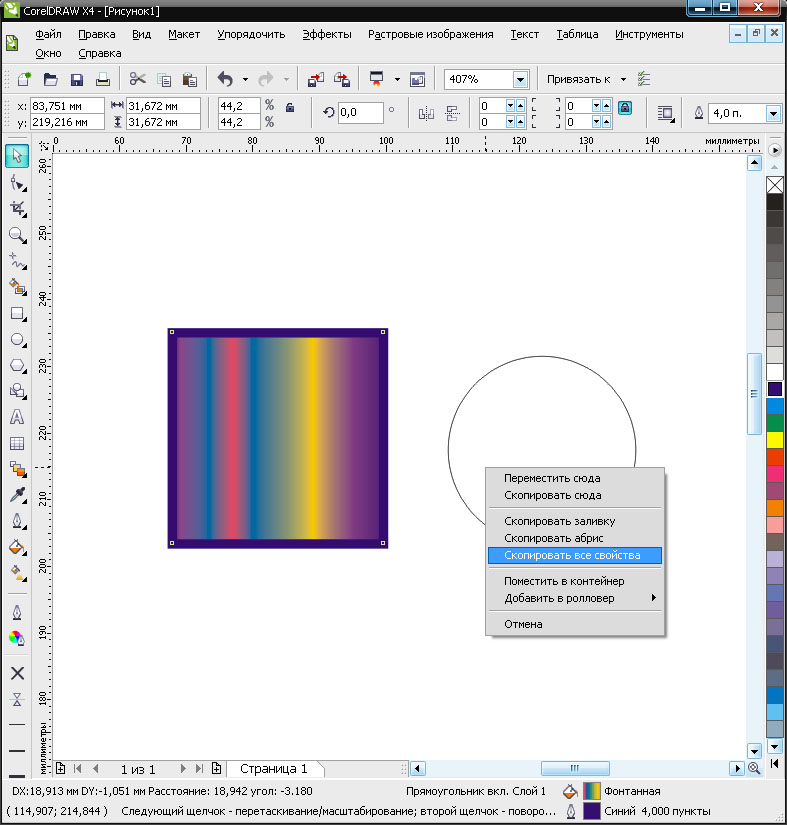 CorelDRAW X4 - [Рисунок1]
Файл Правка Вид Макет Упорядочить Эффекты Растровые изображения Текст Таблица Инструменты
Окно Справка
407% Привязать к
x: 83,751 мм 31,672 мм 44,2 % 0,0 ° 0 0 4,0 п.
y: 219,216 мм 31,672 мм 44,2 % 0 0
0 60 70 80 90 100 110 120 130 140 миллиметры
260
250
240
230
220
210
200
190
180
миллиметры
Переместить сюда
Скопировать сюда
Скопировать заливку
Скопировать абрис
Скопировать все свойства
Поместить в контейнер
Добавить в ролловер
Отмена
1 из 1 Страница 1
DX:18,913 мм DY:-1,051 мм Расстояние: 18,942 угол: -3.180 Прямоугольник вкл. Слой 1 Фонтанная
( 114,907; 214,844 ) Следующий щелчок - перетаскивание/масштабирование; второй щелчок - поворо... Синий 4,000 пункты